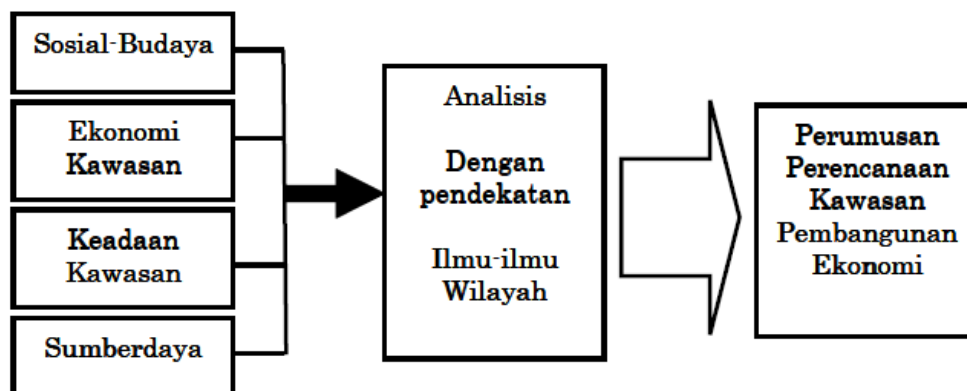 Sosial-Budaya
Ekonomi
Kawasan
Keadaan
Kawasan
Sumberdaya
Analisis
Dengan
pendekatan
Ilmu-ilmu
Wilayah
Perumusan
Perencanaan
Kawasan
Pembangunan
Ekonomi